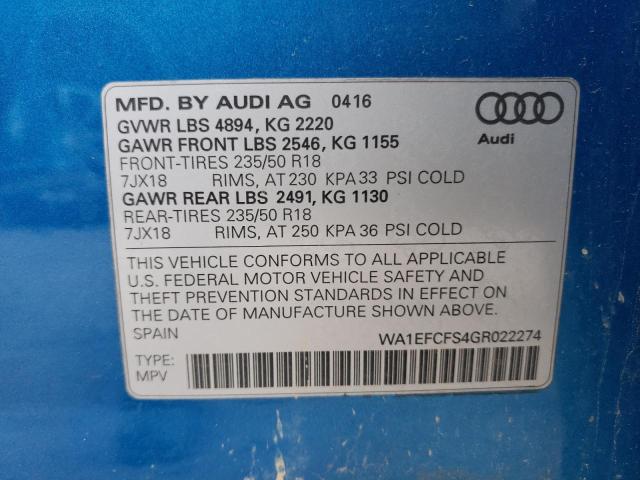 MFD. BY AUDI AG 0416
GVWR LBS 4894, KG 2220
GAWR FRONT LBS 2546, KG 1155
FRONT-TIRES 235/50 R18
7JX18 RIMS, AT 230 KPA 33 PSI COLD
GAWR REAR LBS 2491, KG 1130
REAR-TIRES 235/50 R18
7JX18 RIMS, AT 250 KPA 36 PSI COLD
Audi
THIS VEHICLE CONFORMS TO ALL APPLICABLE
U.S. FEDERAL MOTOR VEHICLE SAFETY AND
THEFT PREVENTION STANDARDS IN EFFECT ON
THE DATE OF MANUFACTURE SHOWN ABOVE.
SPAIN WA1EFCFS4GR022274
TYPE:
MPV